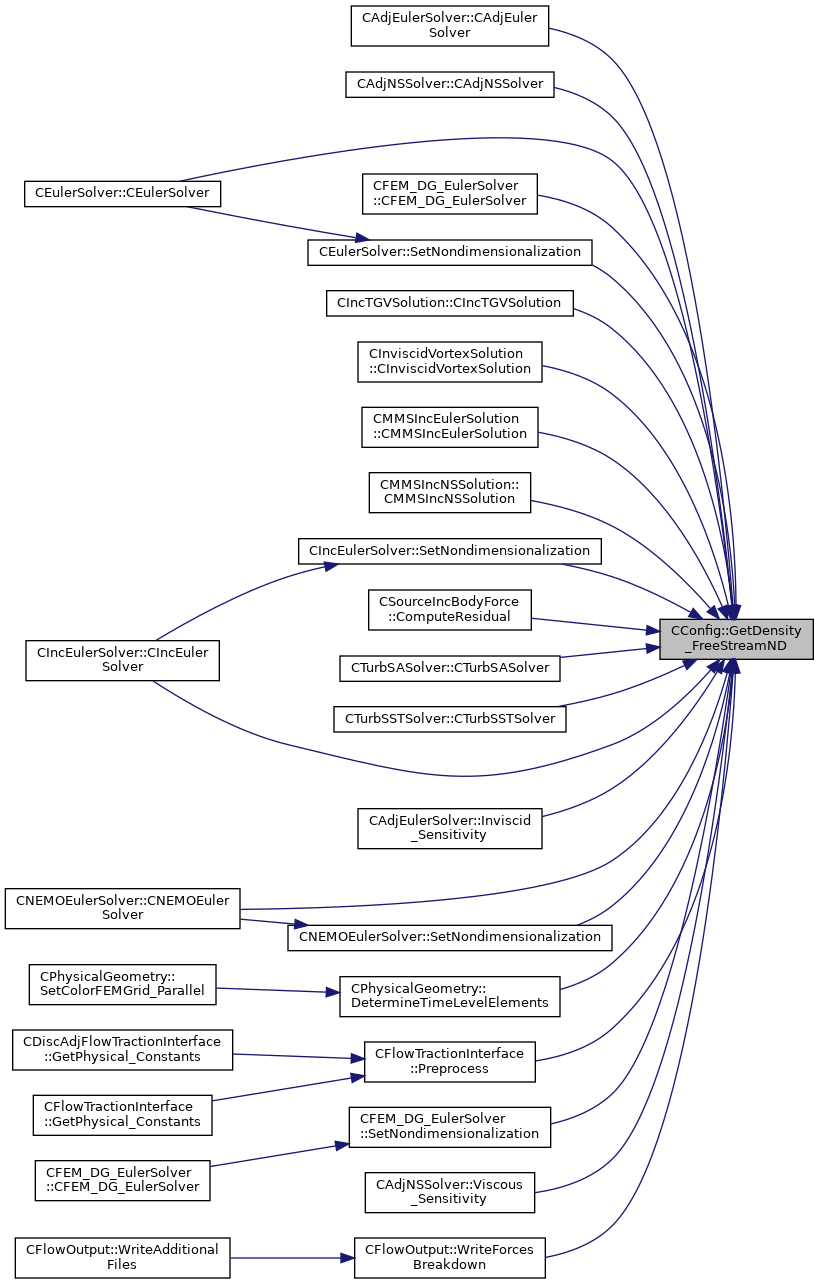 CAdjEulerSolver::CAdjEuler
Solver
CAdjNSSolver::CAdjNSSolver
CEulerSolver::CEulerSolver
CFEM_DG_EulerSolver
::CFEM_DG_EulerSolver
CEulerSolver::SetNondimensionalization
CIncTGVSolution::CIncTGVSolution
CInviscidVortexSolution
::CInviscidVortexSolution
CMMSIncEulerSolution
::CMMSIncEulerSolution
CMMSIncNSSolution::
CMMSIncNSSolution
CIncEulerSolver::SetNondimensionalization
CSourceIncBodyForce
::ComputeResidual
CConfig::GetDensity
_FreeStreamND
CIncEulerSolver::CIncEuler
Solver
CTurbSASolver::CTurbSASolver
CTurbSSTSolver::CTurbSSTSolver
CAdjEulerSolver::Inviscid
_Sensitivity
CNEMOEulerSolver::CNEMOEuler
Solver
CNEMOEulerSolver::SetNondimensionalization
CPhysicalGeometry::
SetColorFEMGrid_Parallel
CPhysicalGeometry::
DetermineTimeLevelElements
CDiscAdjFlowTractionInterface
::GetPhysical_Constants
CFlowTractionInterface
::Preprocess
CFlowTractionInterface
::GetPhysical_Constants
CFEM_DG_EulerSolver
::SetNondimensionalization
CFEM_DG_EulerSolver
::CFEM_DG_EulerSolver
CAdjNSSolver::Viscous
_Sensitivity
CFlowOutput::WriteAdditional
Files
CFlowOutput::WriteForces
Breakdown